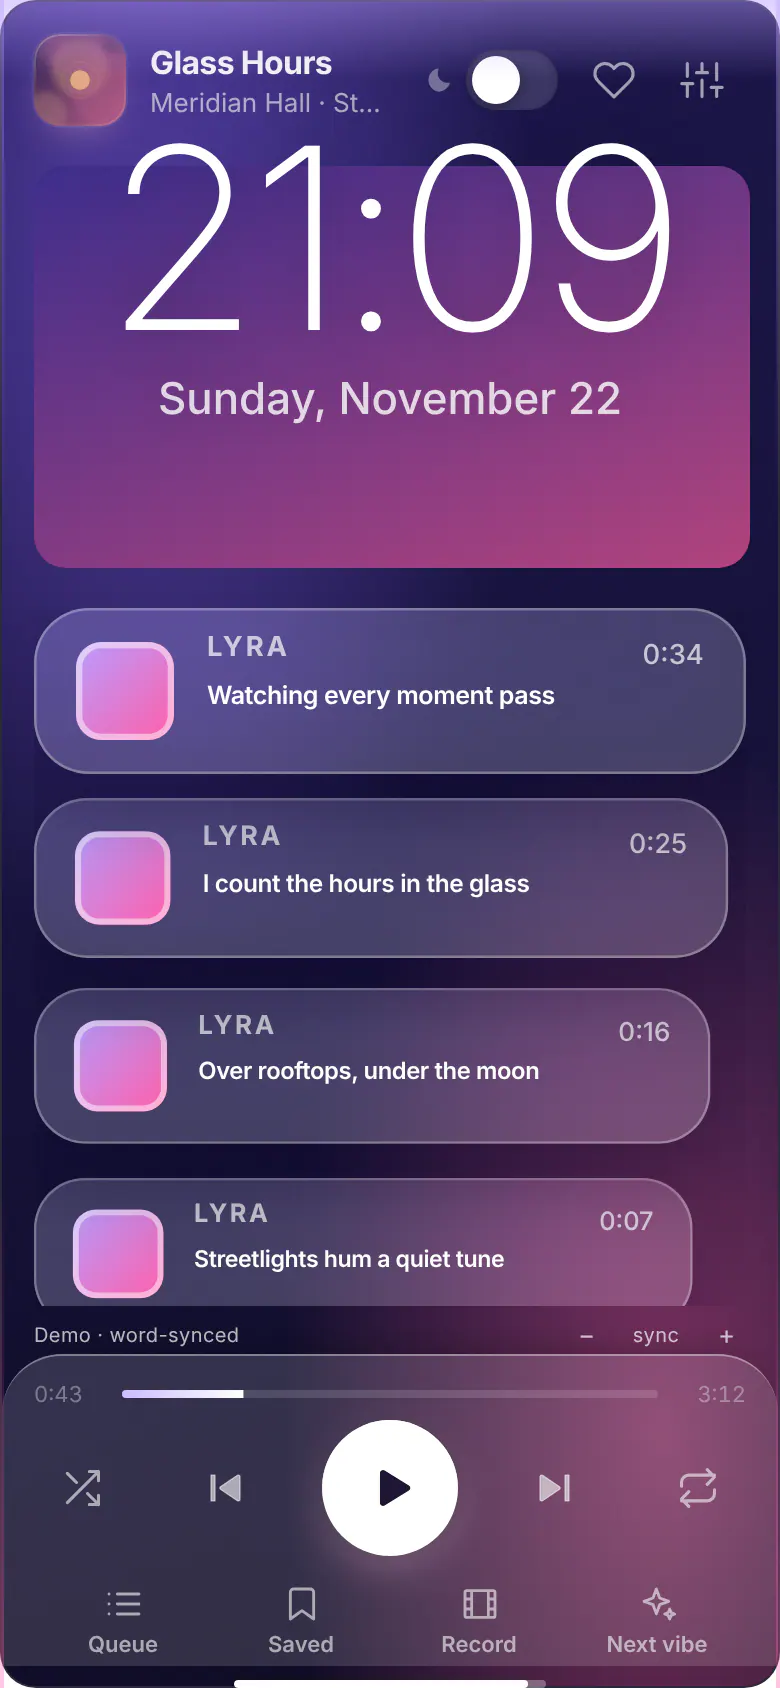 Glass Hours
Meridian Hall · St...
21:09
Sunday, November 22
LYRA
0:34
Watching every moment pass
LYRA
0:25
I count the hours in the glass
LYRA
0:16
Over rooftops, under the moon
LYRA
0:07
Streetlights hum a quiet tune
Demo · word-synced
− sync +
0:43
3:12
Queue
Saved
Record
Next vibe